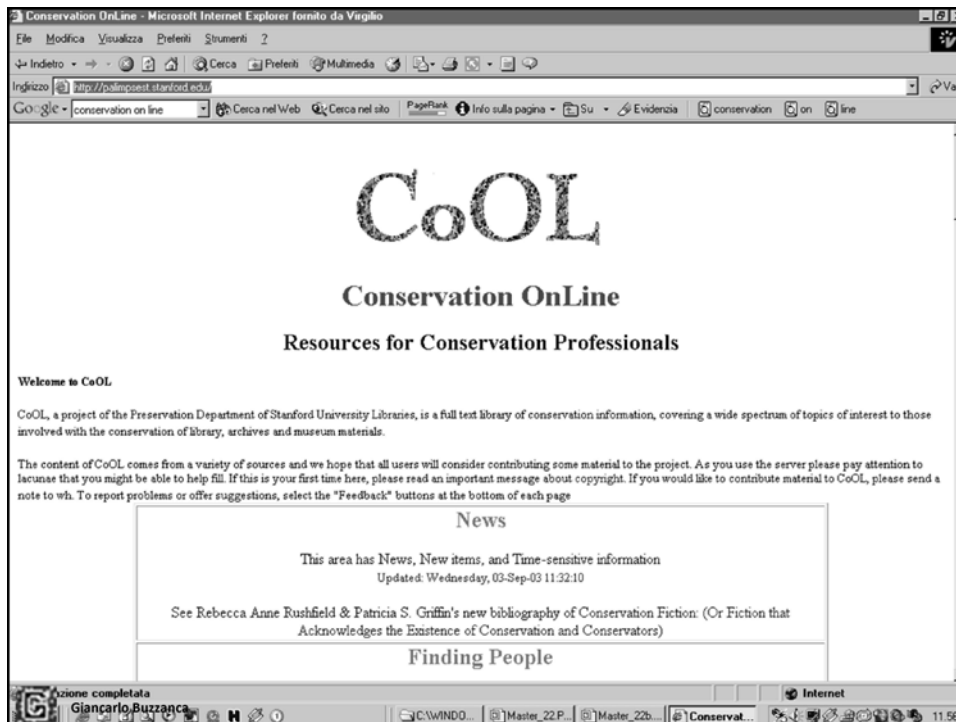 Conservation OnLine - Microsoft Internet Explorer fornito da Virgilio
File Modifica Visualizza Preferiti Strumenti ?
Indietro Cerca Preferiti Multimedia
Indirizzo http://palimpsest.stanford.edu/ Va
Google conservation on line Cerca nel Web Cerca nel sito PageRank Info sulla pagina Su Evidenzia conservation on line
CoOL
Conservation OnLine
Resources for Conservation Professionals
Welcome to CoOL
CoOL, a project of the Preservation Department of Stanford University Libraries, is a full text library of conservation information, covering a wide spectrum of topics of interest to those
involved with the conservation of library, archives and museum materials.
The content of CoOL comes from a variety of sources and we hope that all users will consider contributing some material to the project. As you use the server please pay attention to
lacunae that you might be able to help fill. If this is your first time here, please read an important message about copyright. If you would like to contribute material to CoOL, please send a
note to wh. To report problems or offer suggestions, select the "Feedback" buttons at the bottom of each page
News
This area has News, New items, and Time-sensitive information
Updated: Wednesday, 03-Sep-03 11:32:10
See Rebecca Anne Rushfield & Patricia S. Griffin's new bibliography of Conservation Fiction: (Or Fiction that
Acknowledges the Existence of Conservation and Conservators)
Finding People
zione completata Internet
Giancarlo Buzzanca C:\WINDO... Master_22.P... Master_22b.... Conservat... 11.56